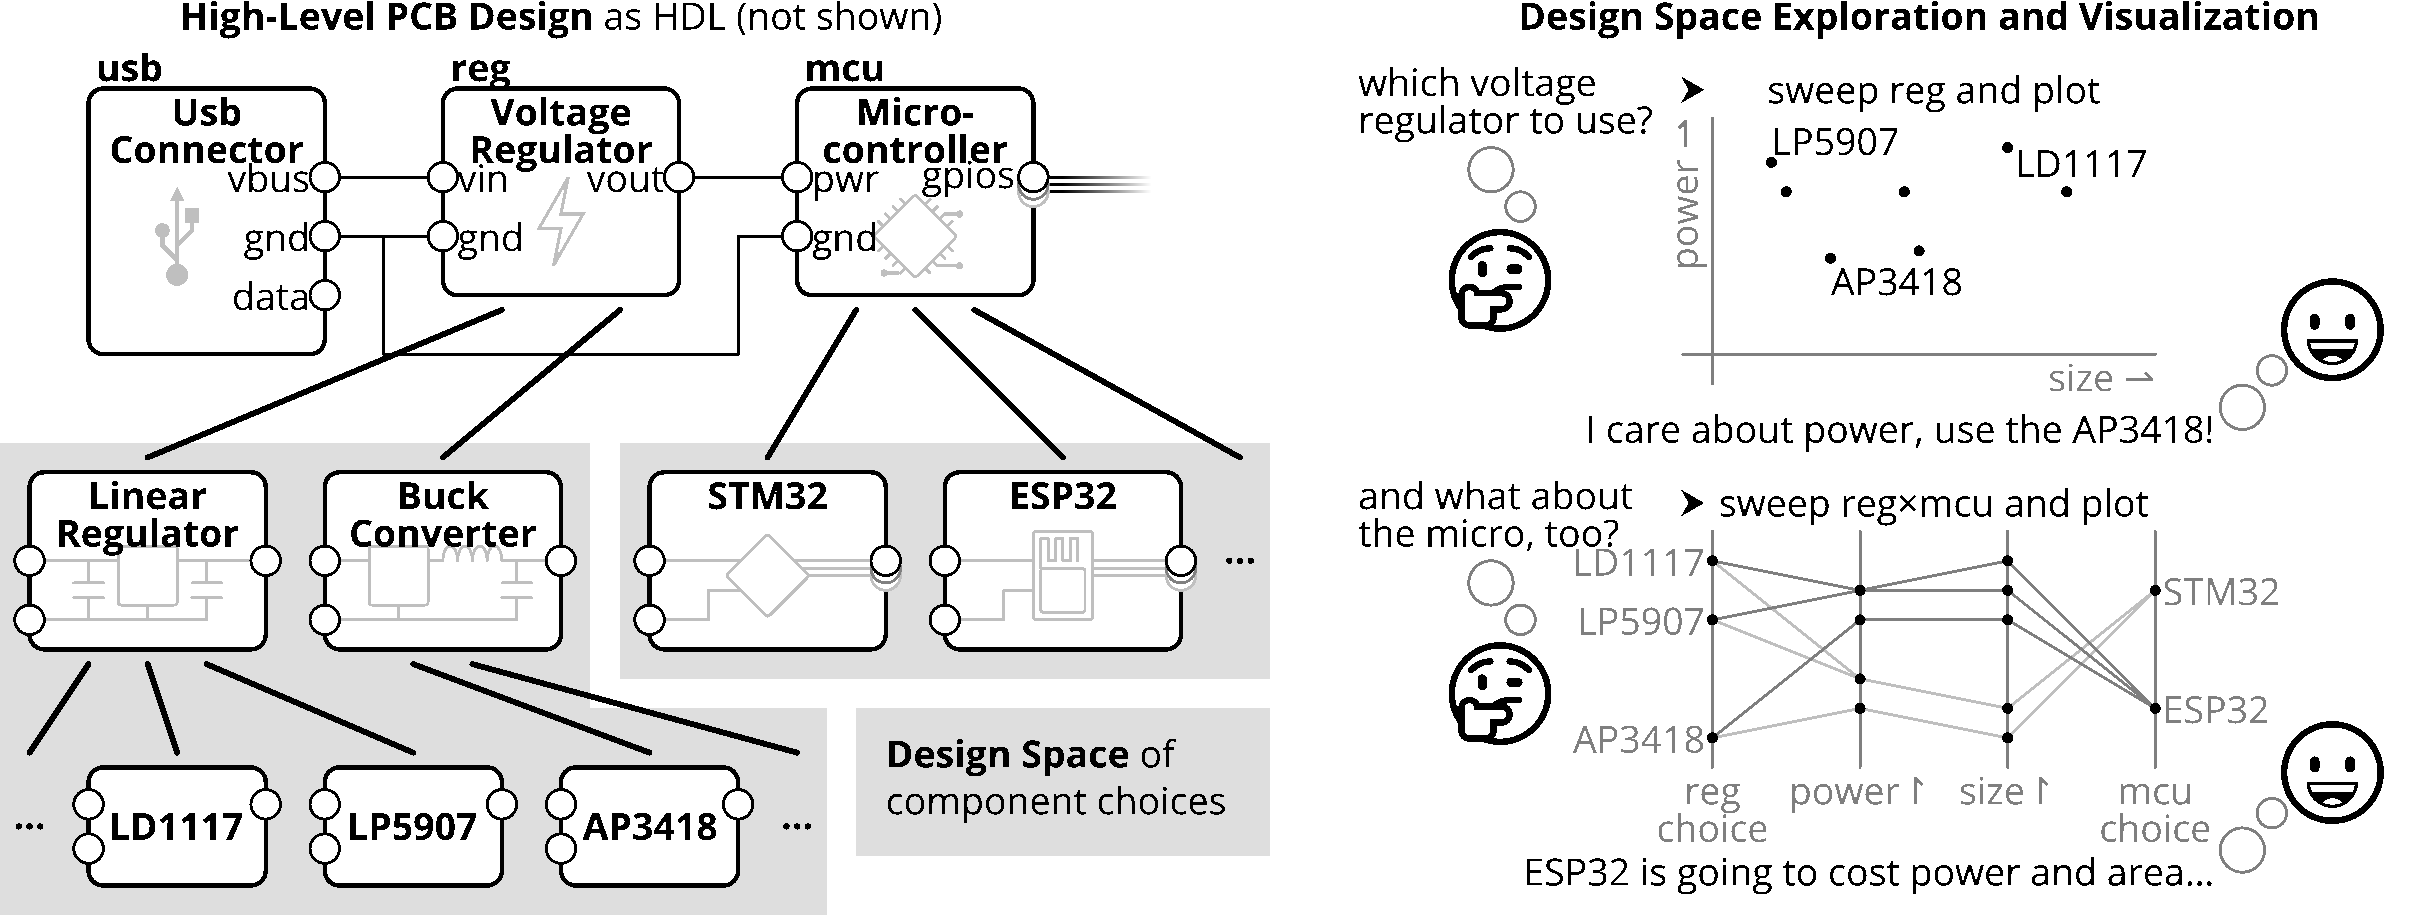 High-Level PCB Design as HDL (not shown)
usb
reg
mcu
Usb
Connector
vbus
gnd
data
Voltage
Regulator
vin
vout
gnd
Micro-
controller
pwr
gpios
gnd
Linear
Regulator
Buck
Converter
STM32
ESP32
...
...
LD1117
LP5907
AP3418
...
Design Space of
component choices
Design Space Exploration and Visualization
which voltage
regulator to use?
➤ sweep reg and plot
power ⇀
LP5907
LD1117
AP3418
size ⇀
I care about power, use the AP3418!
and what about
the micro, too?
➤ sweep reg×mcu and plot
LD1117
LP5907
AP3418
STM32
ESP32
reg
choice
power↾
size↾
mcu
choice
ESP32 is going to cost power and area...